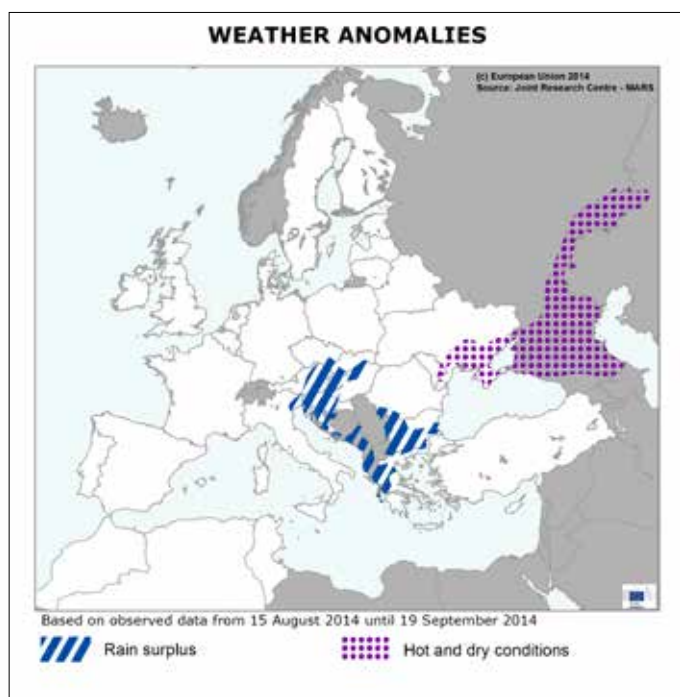 WEATHER ANOMALIES
(c) European Union 2014
Source: Joint Research Centre - MARS
Based on observed data from 15 August 2014 until 19 September 2014
Rain surplus
Hot and dry conditions